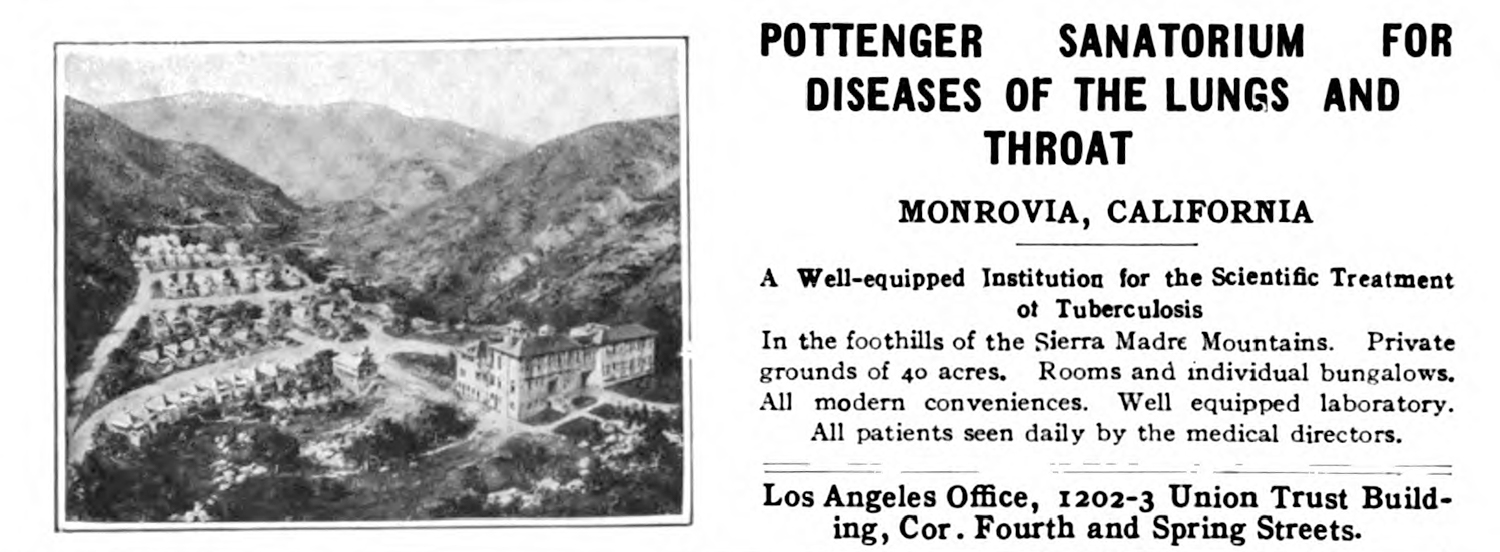 POTTENGER SANATORIUM FOR
DISEASES OF THE LUNGS AND
THROAT
MONROVIA, CALIFORNIA
A Well-equipped Institution for the Scientific Treatment
of Tuberculosis
In the foothills of the Sierra Madre Mountains. Private
grounds of 40 acres. Rooms and individual bungalows.
All modern conveniences. Well equipped laboratory.
All patients seen daily by the medical directors.
Los Angeles Office, 1202-3 Union Trust Build-
ing, Cor. Fourth and Spring Streets.